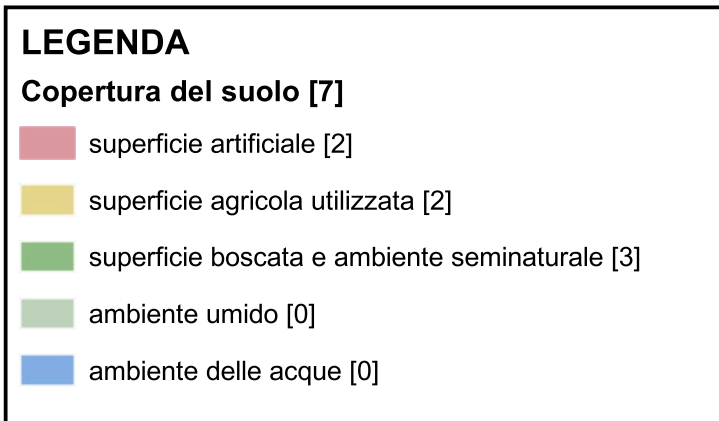 LEGENDA
Copertura del suolo [7]
superficie artificiale [2]
superficie agricola utilizzata [2]
superficie boscata e ambiente seminaturale [3]
ambiente umido [0]
ambiente delle acque [0]